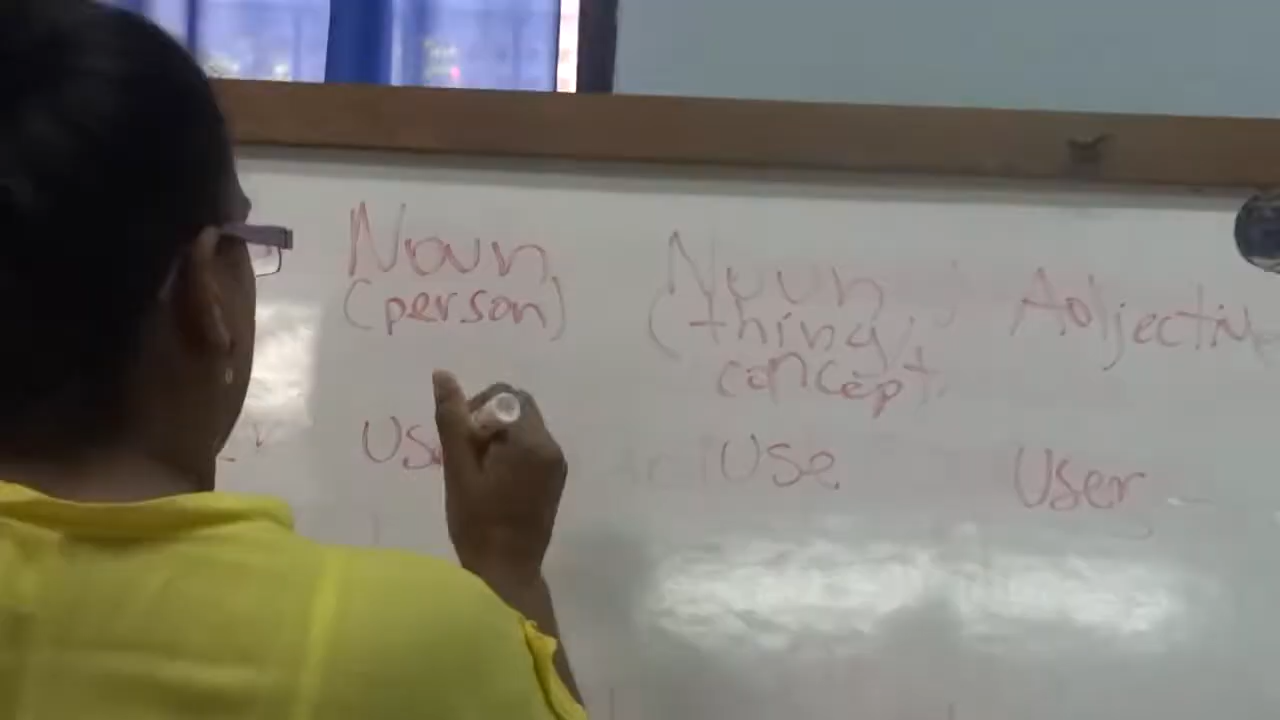 Noun
(person)
Noun
(thing,
concept
Adjective
Use
User